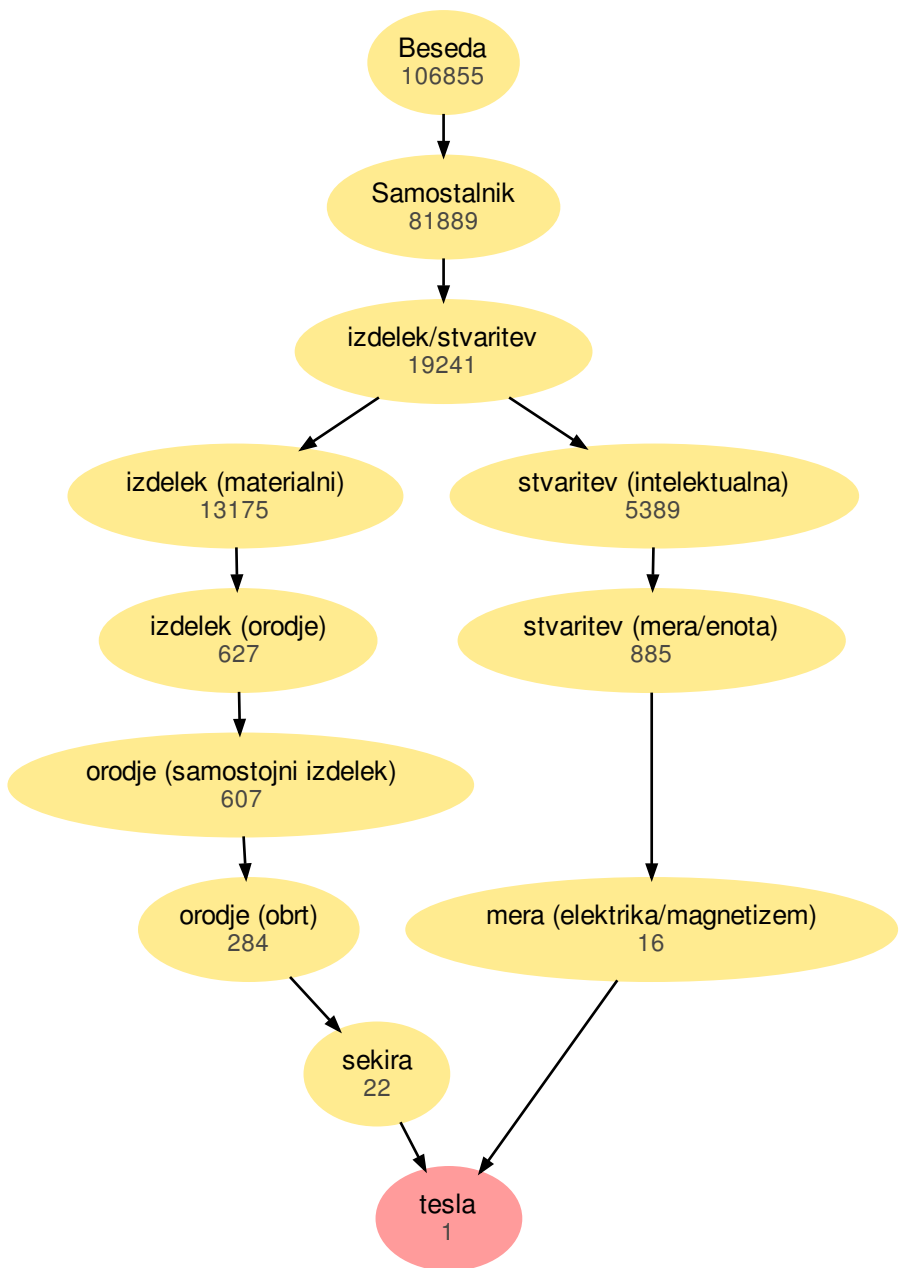 Beseda
106855
Samostalnik
81889
izdelek/stvaritev
19241
izdelek (materialni)
13175
stvaritev (intelektualna)
5389
izdelek (orodje)
627
stvaritev (mera/enota)
885
orodje (samostojni izdelek)
607
orodje (obrt)
284
mera (elektrika/magnetizem)
16
sekira
22
tesla
1